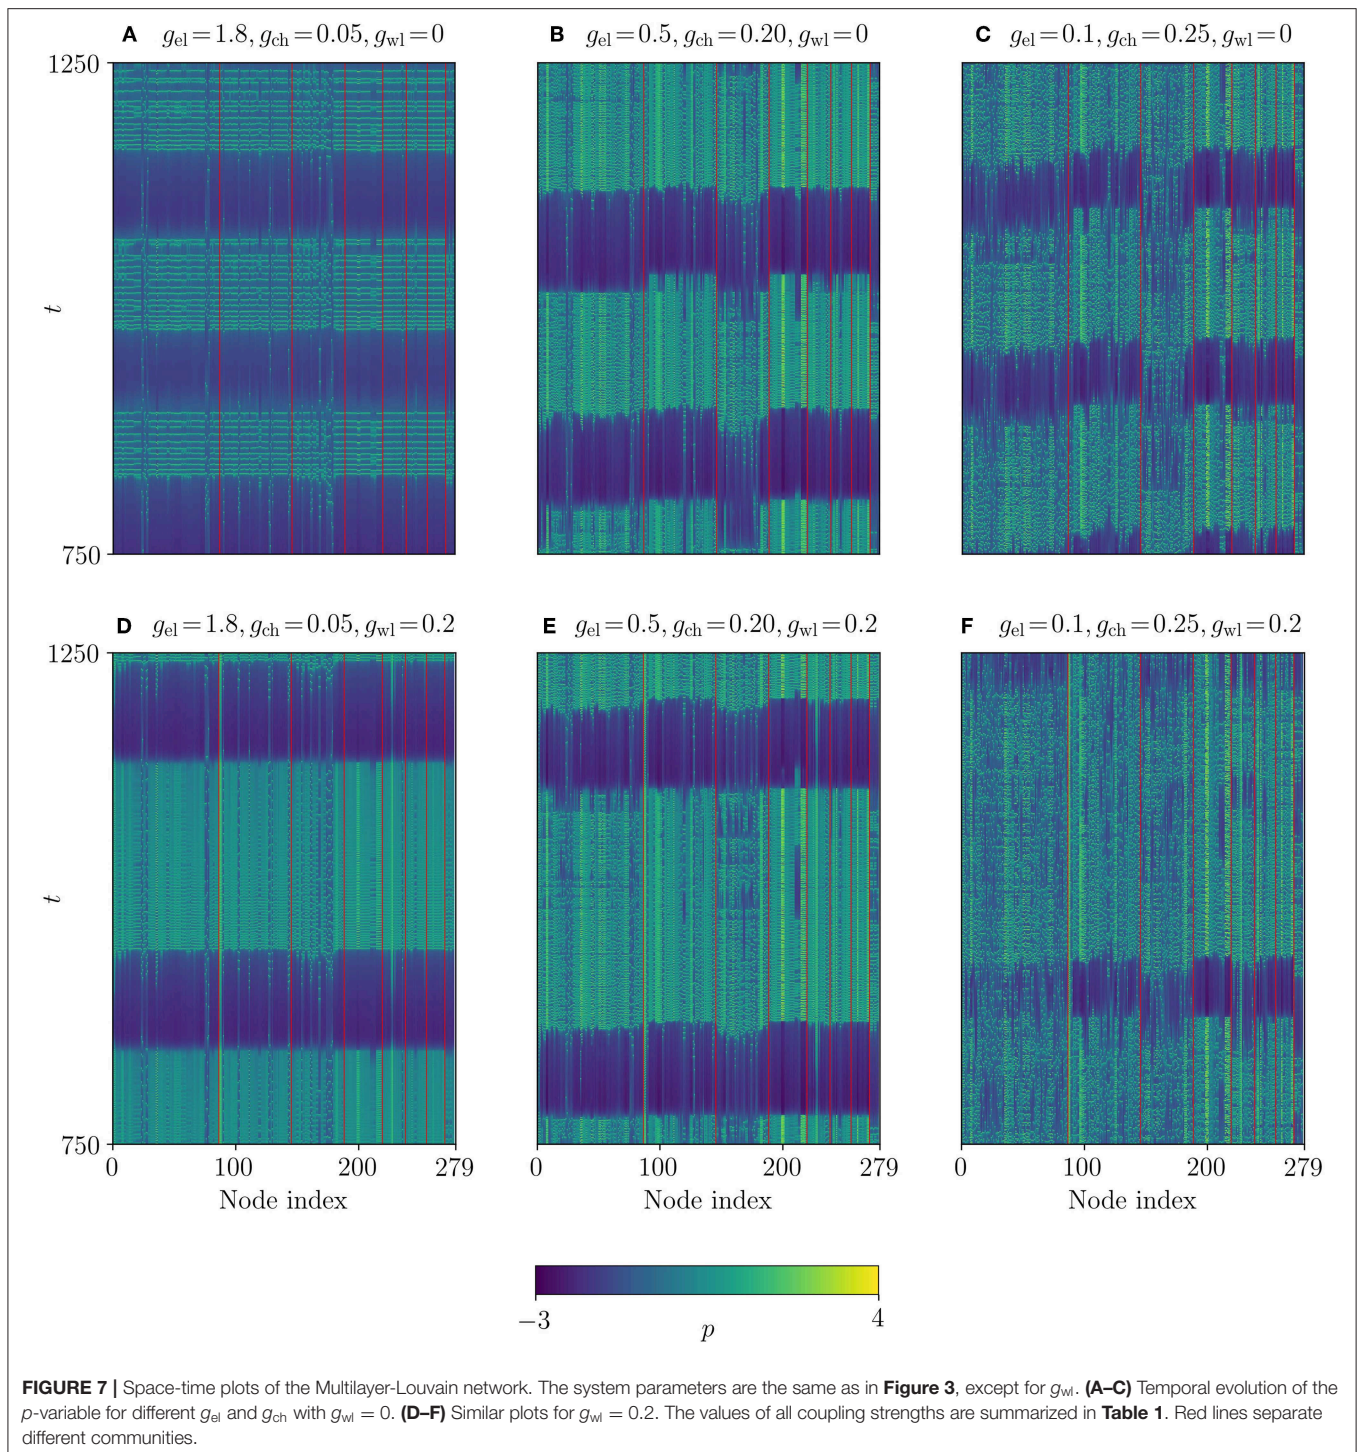 A g_el = 1.8, g_ch = 0.05, g_wl = 0
B g_el = 0.5, g_ch = 0.20, g_wl = 0
C g_el = 0.1, g_ch = 0.25, g_wl = 0
1250
t
750
D g_el = 1.8, g_ch = 0.05, g_wl = 0.2
E g_el = 0.5, g_ch = 0.20, g_wl = 0.2
F g_el = 0.1, g_ch = 0.25, g_wl = 0.2
1250
t
750
0 100 200 279
0 100 200 279
0 100 200 279
Node index
Node index
Node index
−3 4
p
FIGURE 7 | Space-time plots of the Multilayer-Louvain network. The system parameters are the same as in Figure 3, except for g_wl. (A–C) Temporal evolution of the
p-variable for different g_el and g_ch with g_wl = 0. (D–F) Similar plots for g_wl = 0.2. The values of all coupling strengths are summarized in Table 1. Red lines separate
different communities.